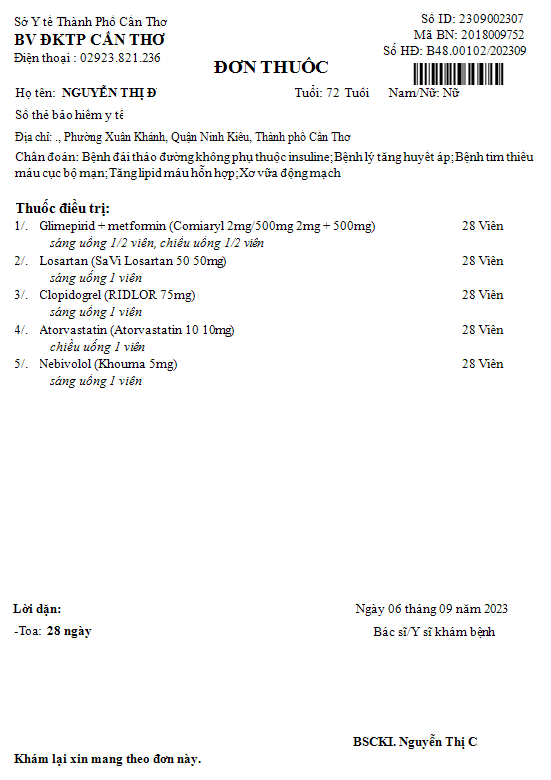 Sở Y tế Thành Phố Cần Thơ
BV ĐKTP CẦN THƠ
Điện thoại : 02923.821.236
Số ID: 2309002307
Mã BN: 2018009752
Số HĐ: B48.00102/202309
ĐƠN THUỐC
Họ tên: NGUYỄN THỊ Đ Tuổi: 72 Tuổi Nam/Nữ: Nữ
Số thẻ bảo hiểm y tế
Địa chỉ: ., Phường Xuân Khánh, Quận Ninh Kiều, Thành phố Cần Thơ
Chẩn đoán: Bệnh đái tháo đường không phụ thuộc insuline;Bệnh lý tăng huyết áp;Bệnh tim thiếu
máu cục bộ mạn;Tăng lipid máu hỗn hợp;Xơ vữa động mạch
Thuốc điều trị:
1/. Glimepirid + metformin (Comiaryl 2mg/500mg 2mg + 500mg) 28 Viên
sáng uống 1/2 viên, chiều uống 1/2 viên
2/. Losartan (SaVi Losartan 50 50mg) 28 Viên
sáng uống 1 viên
3/. Clopidogrel (RIDLOR 75mg) 28 Viên
sáng uống 1 viên
4/. Atorvastatin (Atorvastatin 10 10mg) 28 Viên
chiều uống 1 viên
5/. Nebivolol (Khouma 5mg) 28 Viên
sáng uống 1 viên
Lời dặn:
-Toa: 28 ngày
Ngày 06 tháng 09 năm 2023
Bác sĩ/Y sĩ khám bệnh
BSCKI. Nguyễn Thị C
Khám lại xin mang theo đơn này.